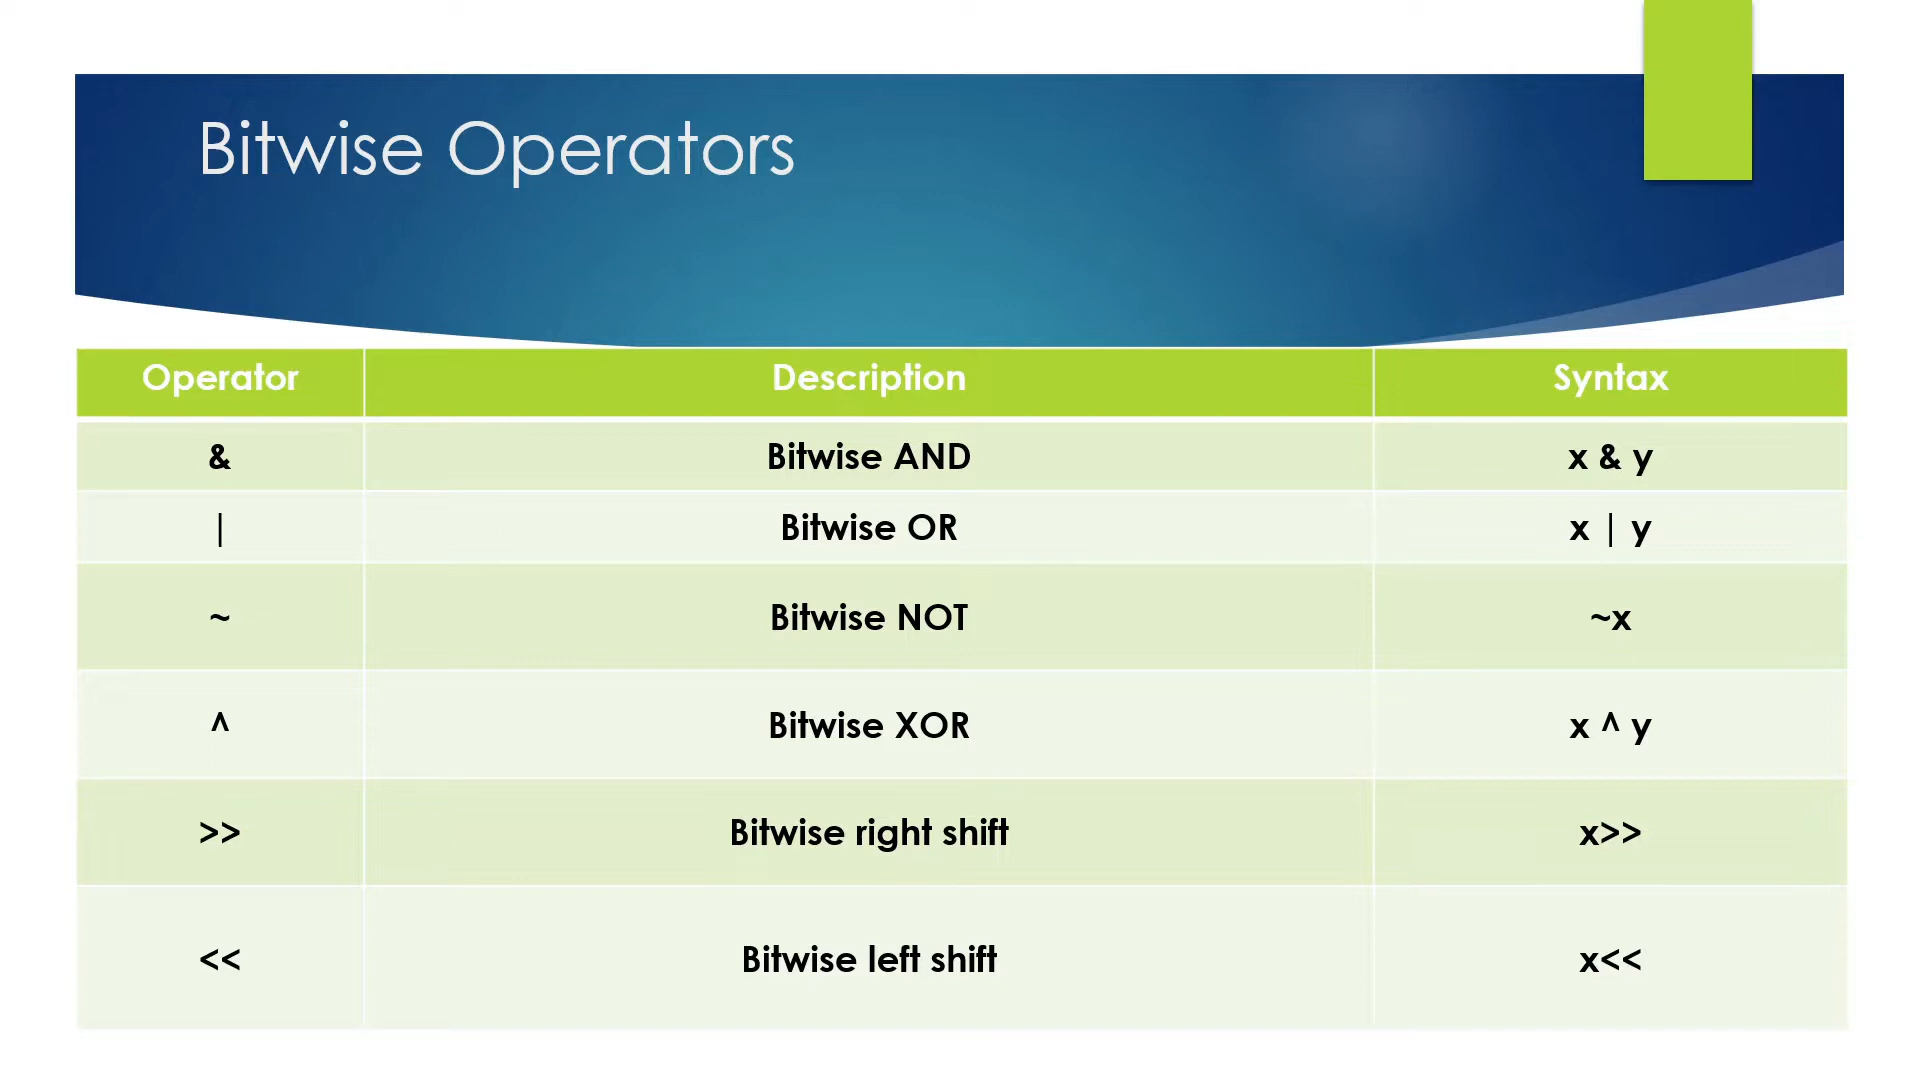 Bitwise Operators
Operator Description Syntax
& Bitwise AND x & y
| Bitwise OR x | y
~ Bitwise NOT ~x
^ Bitwise XOR x ^ y
>> Bitwise right shift x>>
<< Bitwise left shift x<<